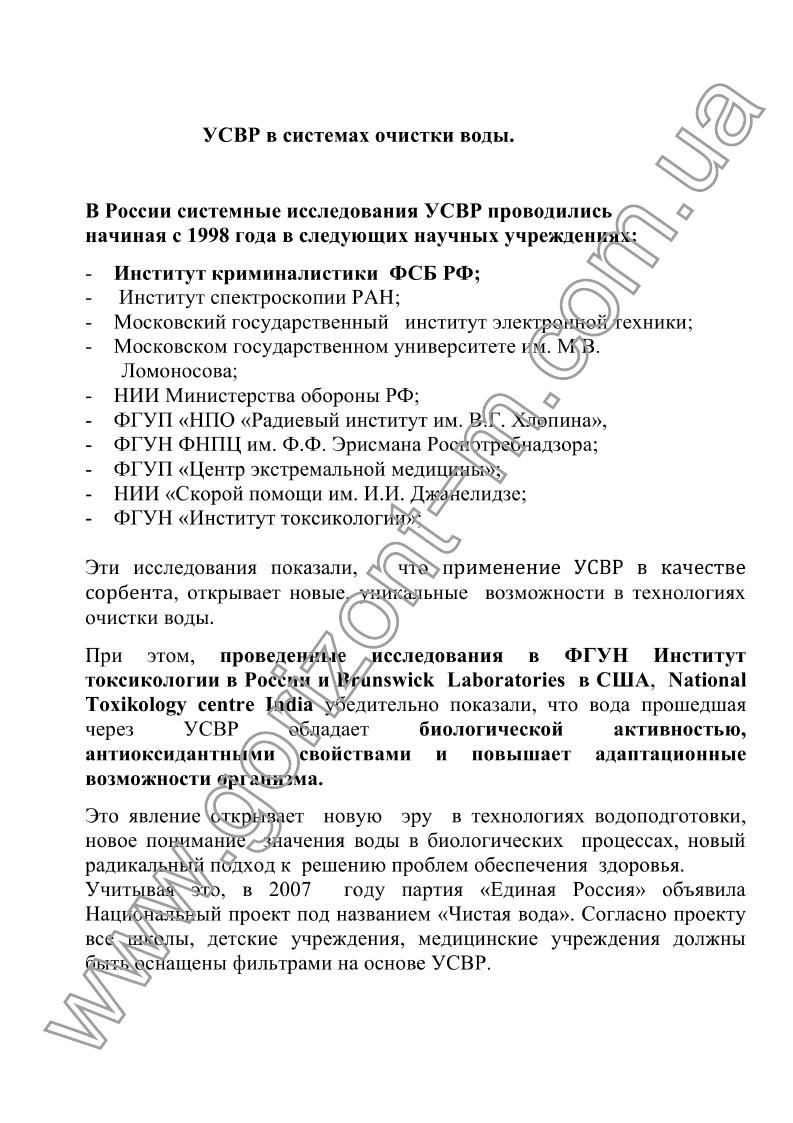 УСВР в системах очистки воды.
В России системные исследования УСВР проводились
начиная с 1998 года в следующих научных учреждениях:
- Институт криминалистики ФСБ РФ;
- Институт спектроскопии РАН;
- Московский государственный институт электронной техники;
- Московском государственном университете им. М.В.
Ломоносова;
- НИИ Министерства обороны РФ;
- ФГУП «НПО «Радиевый институт им. В.Г. Хлопина»,
- ФГУН ФНПЦ им. Ф.Ф. Эрисмана Роспотребнадзора;
- ФГУП «Центр экстремальной медицины»;
- НИИ «Скорой помощи им. И.И. Джанелидзе;
- ФГУН «Институт токсикологии»;
Эти исследования показали, что применение УСВР в качестве
сорбента, открывает новые, уникальные возможности в технологиях
очистки воды.
При этом, проведенные исследования в ФГУН Институт
токсикологии в России и Brunswick Laboratories в США, National
Toxikology centre India убедительно показали, что вода прошедшая
через УСВР обладает биологической активностью,
антиоксидантными свойствами и повышает адаптационные
возможности организма.
Это явление открывает новую эру в технологиях водоподготовки,
новое понимание значения воды в биологических процессах, новый
радикальный подход к решению проблем обеспечения здоровья.
Учитывая это, в 2007 году партия «Единая Россия» объявила
Национальный проект под названием «Чистая вода». Согласно проекту
все школы, детские учреждения, медицинские учреждения должны
быть оснащены фильтрами на основе УСВР.
www.gorizont-m.com.ua